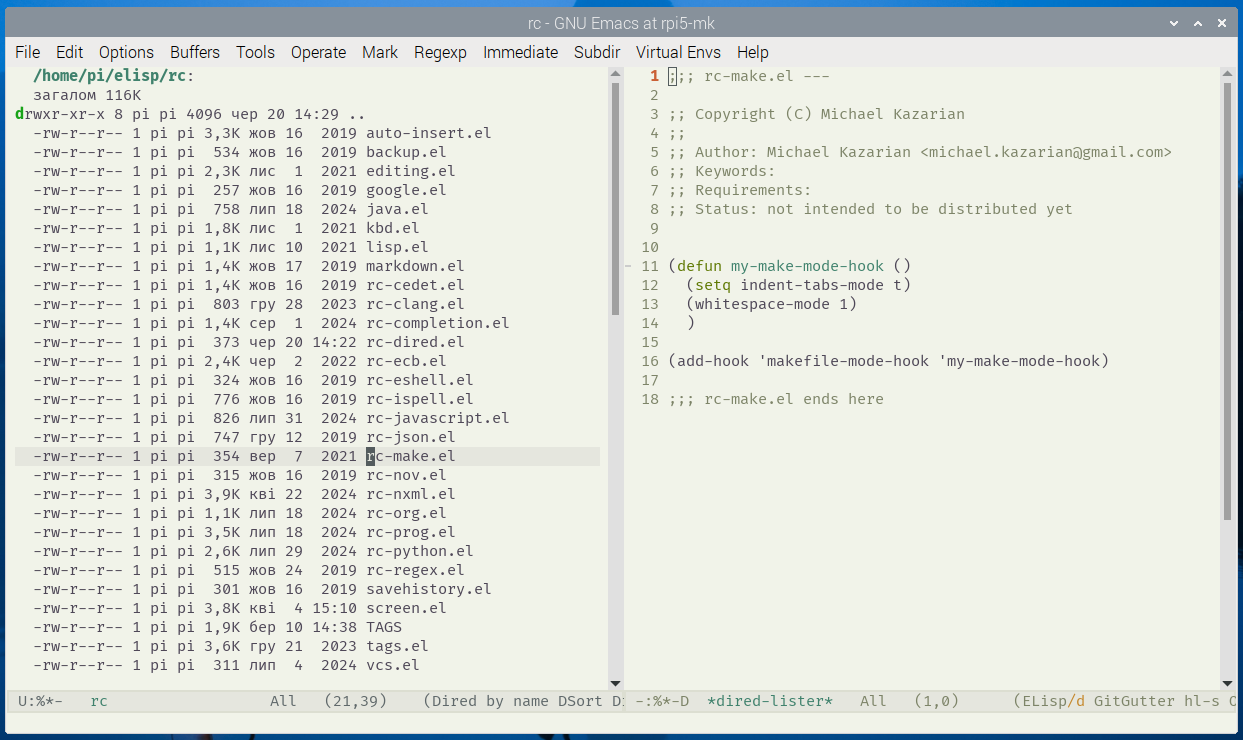 rc - GNU Emacs at rpi5-mk
File Edit Options Buffers Tools Operate Mark Regexp Immediate Subdir Virtual Envs Help
/home/pi/elisp/rc:
загалом 116K
drwxr-xr-x 8 pi pi 4096 чер 20 14:29 ..
-rw-r--r-- 1 pi pi 3,3K жов 16  2019 auto-insert.el
-rw-r--r-- 1 pi pi  534 жов 16  2019 backup.el
-rw-r--r-- 1 pi pi 2,3K лис  1  2021 editing.el
-rw-r--r-- 1 pi pi  257 жов 16  2019 google.el
-rw-r--r-- 1 pi pi  758 лип 18  2024 java.el
-rw-r--r-- 1 pi pi 1,8K лис  1  2021 kbd.el
-rw-r--r-- 1 pi pi 1,1K лис 10  2021 lisp.el
-rw-r--r-- 1 pi pi 1,4K жов 17  2019 markdown.el
-rw-r--r-- 1 pi pi 1,4K жов 16  2019 rc-cedet.el
-rw-r--r-- 1 pi pi  803 гру 28  2023 rc-clang.el
-rw-r--r-- 1 pi pi 1,4K сер  1  2024 rc-completion.el
-rw-r--r-- 1 pi pi  373 чер 20 14:22 rc-dired.el
-rw-r--r-- 1 pi pi 2,4K чер  2  2022 rc-ecb.el
-rw-r--r-- 1 pi pi  324 жов 16  2019 rc-eshell.el
-rw-r--r-- 1 pi pi  776 жов 16  2019 rc-ispell.el
-rw-r--r-- 1 pi pi  826 лип 31  2024 rc-javascript.el
-rw-r--r-- 1 pi pi  747 гру 12  2019 rc-json.el
-rw-r--r-- 1 pi pi  354 вер  7  2021 rc-make.el
-rw-r--r-- 1 pi pi  315 жов 16  2019 rc-nov.el
-rw-r--r-- 1 pi pi 3,9K кві 22  2024 rc-nxml.el
-rw-r--r-- 1 pi pi 1,1K лип 18  2024 rc-org.el
-rw-r--r-- 1 pi pi 3,5K лип 18  2024 rc-prog.el
-rw-r--r-- 1 pi pi 2,6K лип 29  2024 rc-python.el
-rw-r--r-- 1 pi pi  515 жов 24  2019 rc-regex.el
-rw-r--r-- 1 pi pi  301 жов 16  2019 savehistory.el
-rw-r--r-- 1 pi pi 3,8K кві  4 15:10 screen.el
-rw-r--r-- 1 pi pi 1,9K бер 10 14:38 TAGS
-rw-r--r-- 1 pi pi 3,6K гру 21  2023 tags.el
-rw-r--r-- 1 pi pi  311 лип  4  2024 vcs.el
U:%*-  rc  All  (21,39)  (Dired by name DSort Di
1 ;;; rc-make.el ---
2
3 ;; Copyright (C) Michael Kazarian
4 ;;
5 ;; Author: Michael Kazarian <michael.kazarian@gmail.com>
6 ;; Keywords:
7 ;; Requirements:
8 ;; Status: not intended to be distributed yet
9
10
11 (defun my-make-mode-hook ()
12   (setq indent-tabs-mode t)
13   (whitespace-mode 1)
14   )
15
16 (add-hook 'makefile-mode-hook 'my-make-mode-hook)
17
18 ;;; rc-make.el ends here
-:%*-D  *dired-lister*  All  (1,0)  (ELisp/d GitGutter hl-s